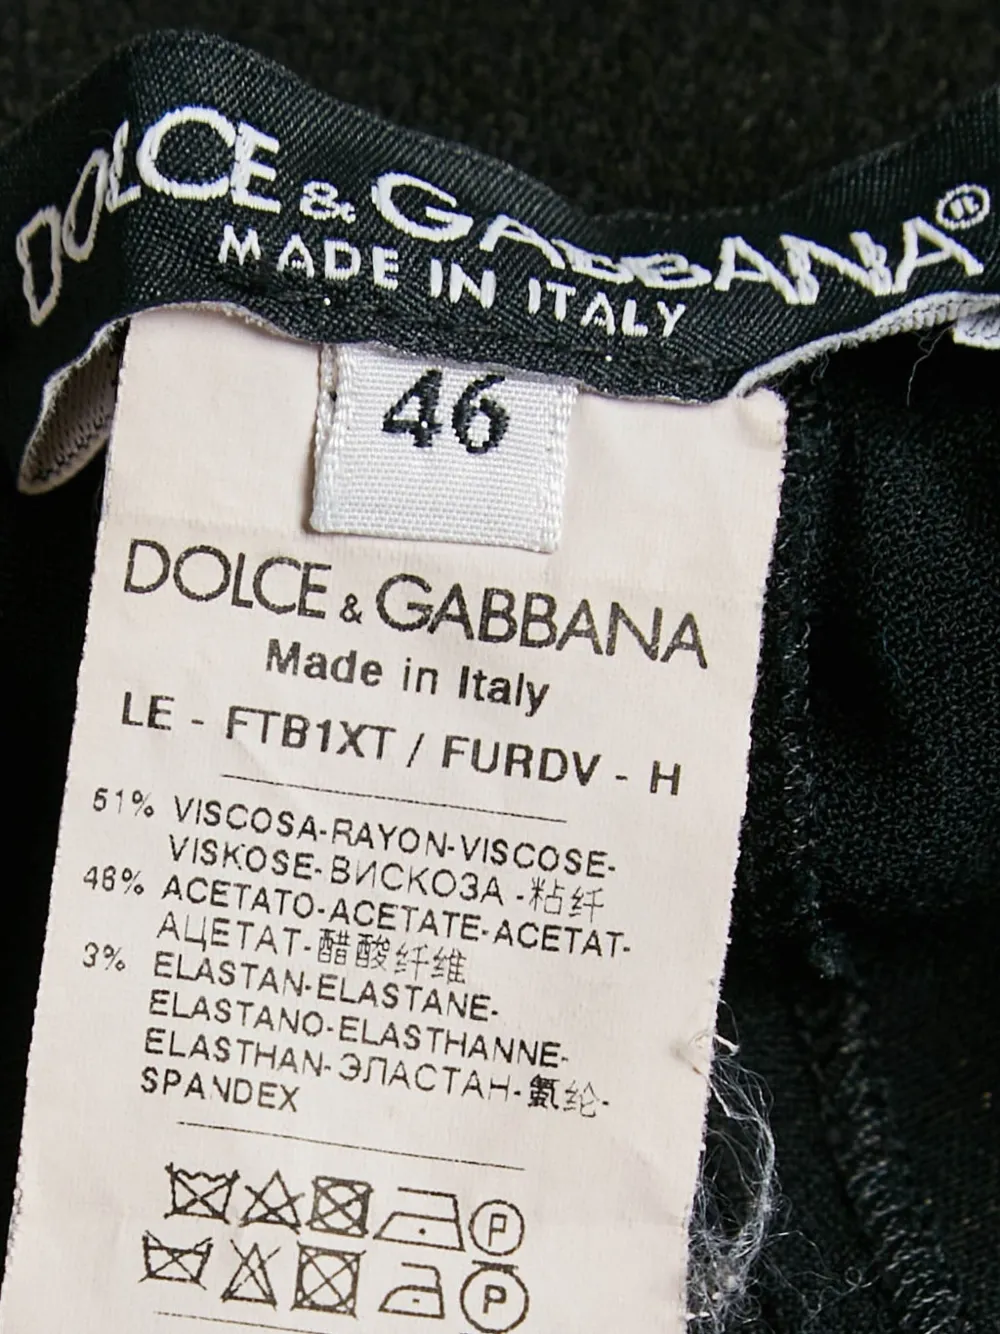 DOLCE & GABBANA®
MADE IN ITALY
46
DOLCE & GABBANA
Made in Italy
LE - FTB1XT / FURDV - H
51% VISCOSA-RAYON-VISCOSE-
VISKOSE-ВИСКОЗА -粘纤
46% ACETATO-ACETATE-ACETAT-
АЦЕТАТ-醋酸纤维
3% ELASTAN-ELASTANE-
ELASTANO-ELASTHANNE-
ELASTHAN-ЭЛАСТАН-氨纶-
SPANDEX
P
P